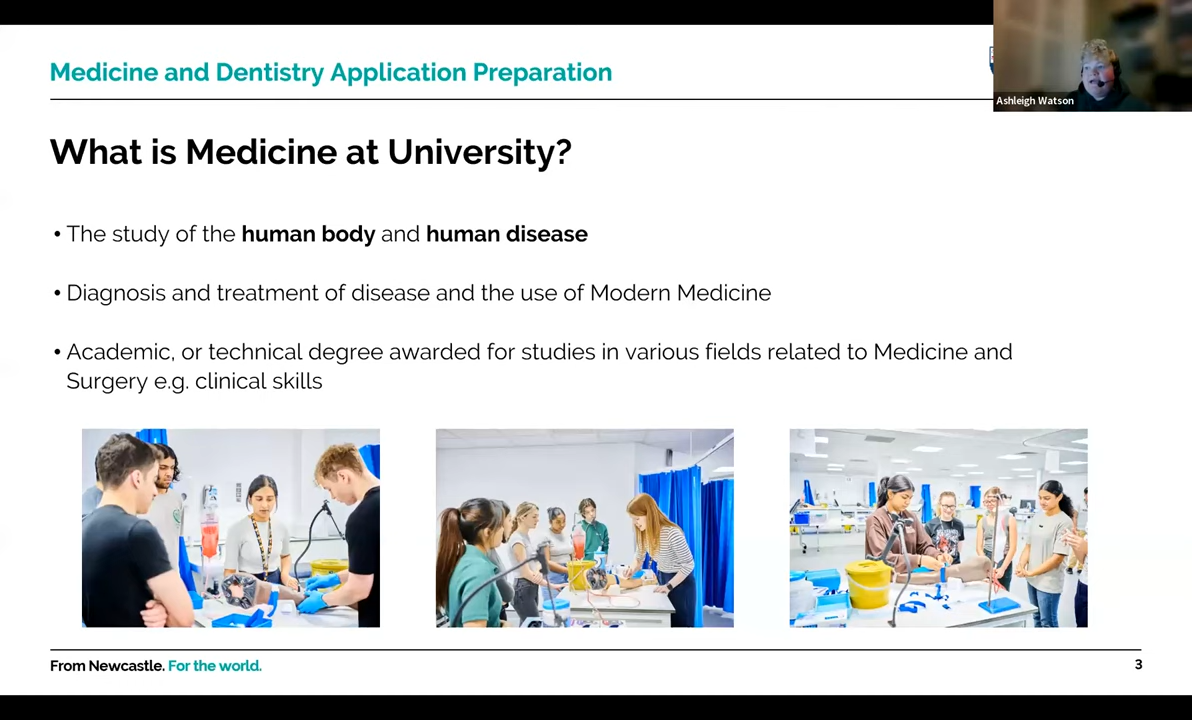 Medicine and Dentistry Application Preparation
Ashleigh Watson
What is Medicine at University?
• The study of the human body and human disease
• Diagnosis and treatment of disease and the use of Modern Medicine
• Academic, or technical degree awarded for studies in various fields related to Medicine and
Surgery e.g. clinical skills
From Newcastle. For the world.
3